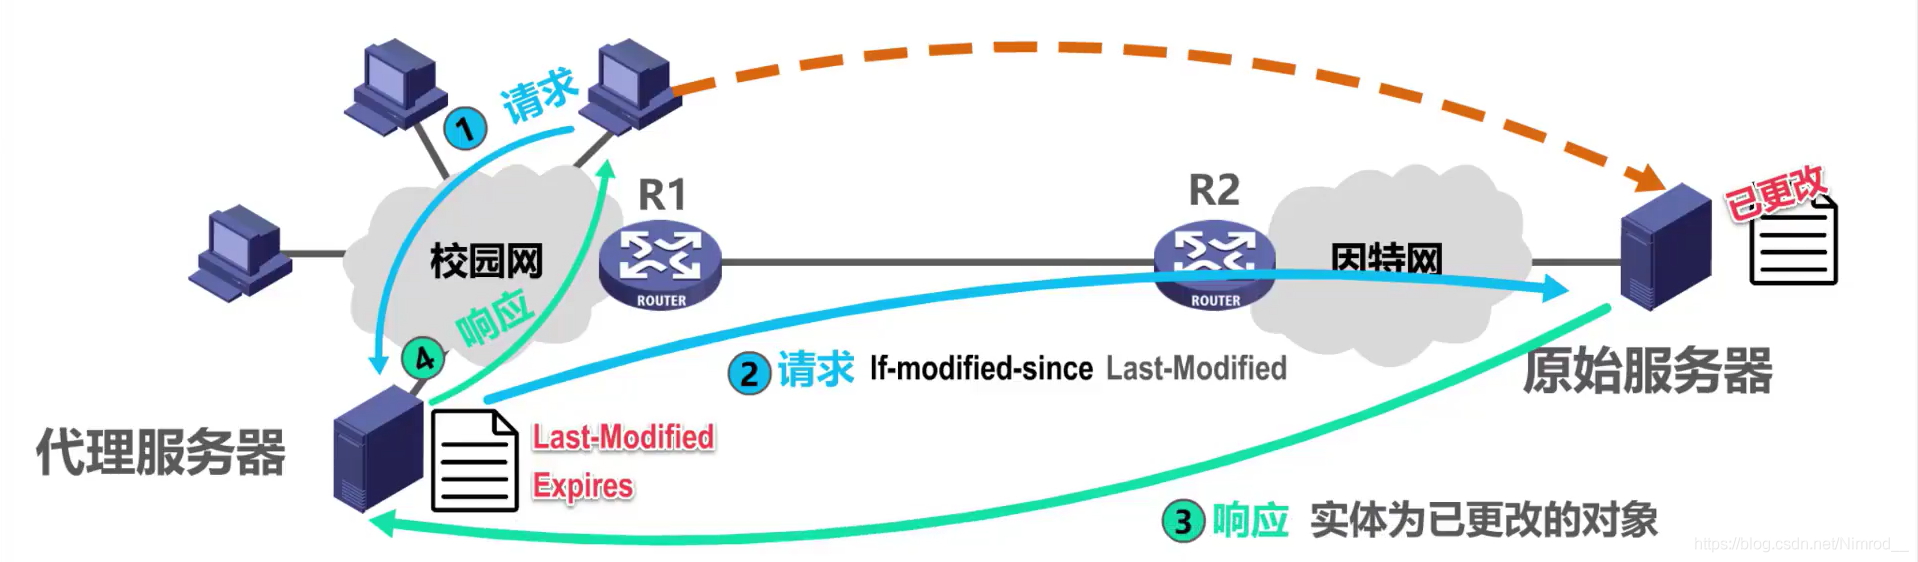 1 请求
R1
R2
已更改
校园网
ROUTER
ROUTER
因特网
4 响应
2 请求 If-modified-since Last-Modified
原始服务器
代理服务器
Last-Modified
Expires
3 响应 实体为已更改的对象
https://blog.csdn.net/Nimrod__